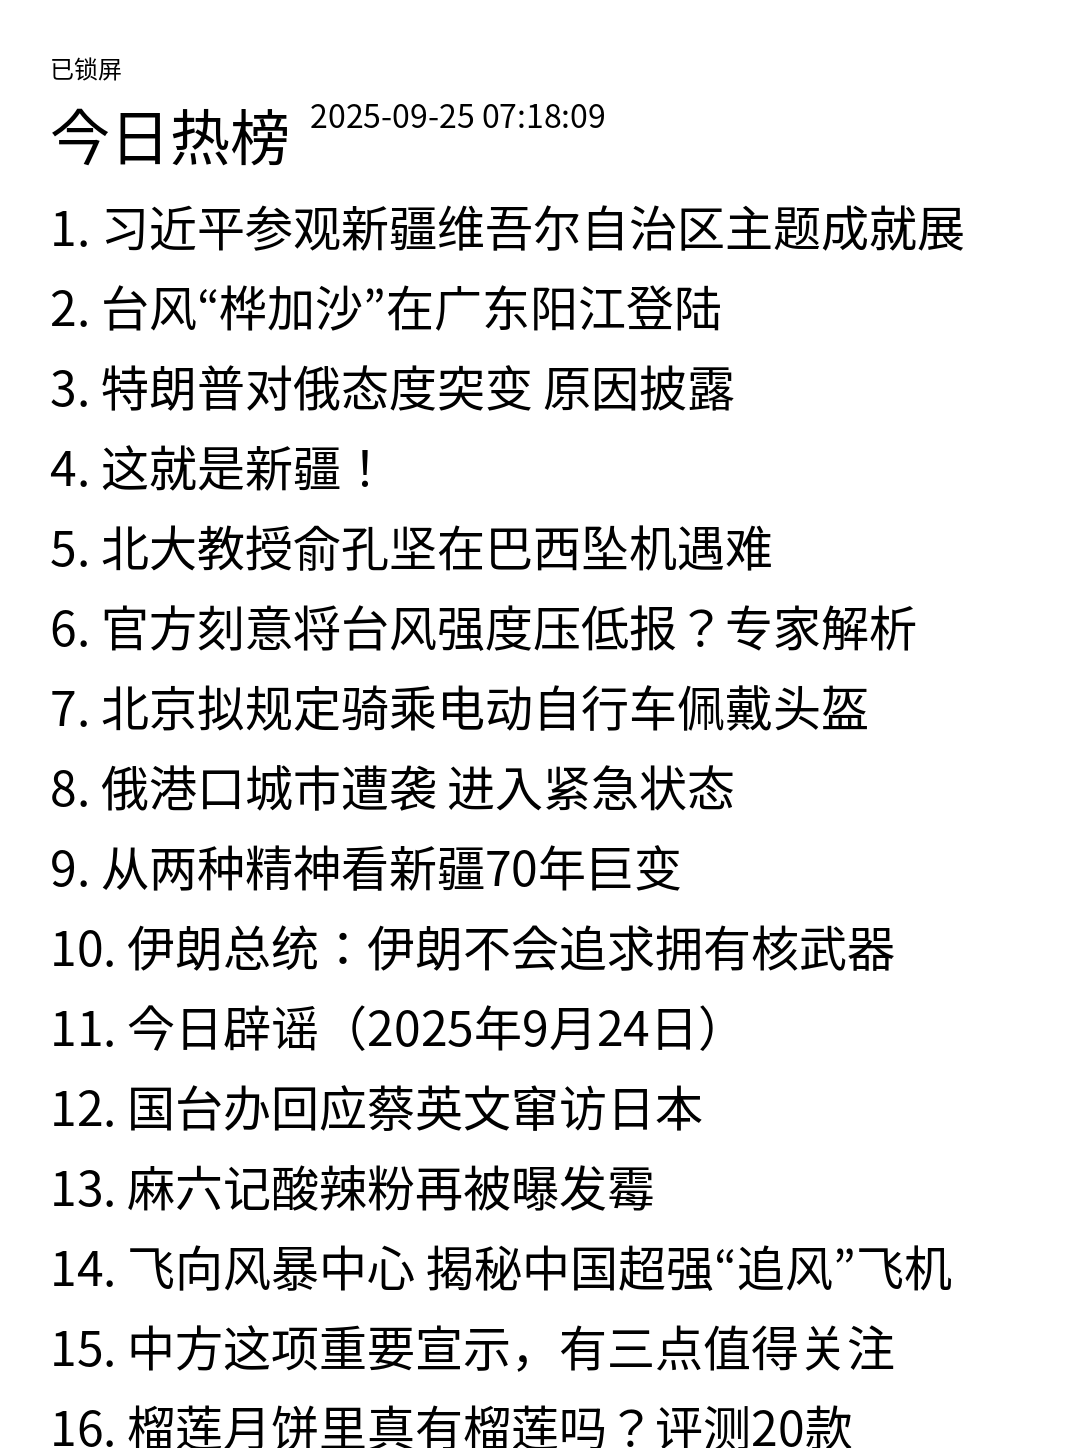 已锁屏
今日热榜 2025-09-25 07:18:09
1. 习近平参观新疆维吾尔自治区主题成就展
2. 台风“桦加沙”在广东阳江登陆
3. 特朗普对俄态度突变 原因披露
4. 这就是新疆！
5. 北大教授俞孔坚在巴西坠机遇难
6. 官方刻意将台风强度压低报？专家解析
7. 北京拟规定骑乘电动自行车佩戴头盔
8. 俄港口城市遭袭 进入紧急状态
9. 从两种精神看新疆70年巨变
10. 伊朗总统：伊朗不会追求拥有核武器
11. 今日辟谣（2025年9月24日）
12. 国台办回应蔡英文窜访日本
13. 麻六记酸辣粉再被曝发霉
14. 飞向风暴中心 揭秘中国超强“追风”飞机
15. 中方这项重要宣示，有三点值得关注
16. 榴莲月饼里真有榴莲吗？评测20款